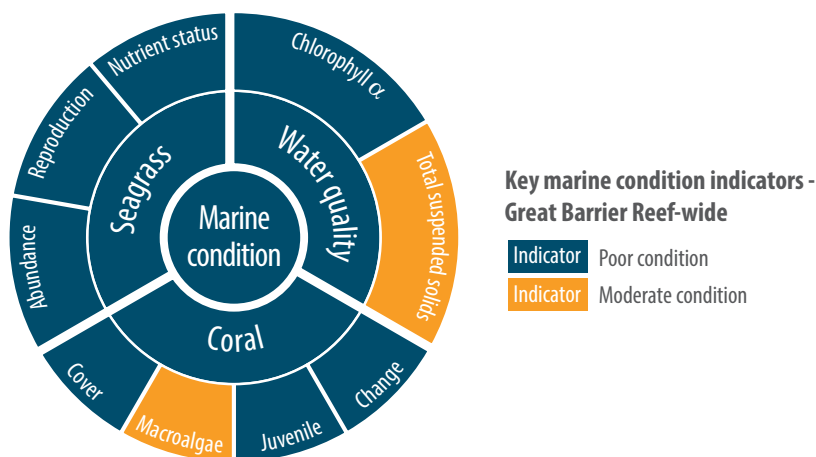 Marine
condition
Seagrass
Water quality
Coral
Nutrient status
Reproduction
Abundance
Chlorophyll α
Total suspended solids
Cover
Macroalgae
Juvenile
Change
Key marine condition indicators -
Great Barrier Reef-wide
Indicator Poor condition
Indicator Moderate condition